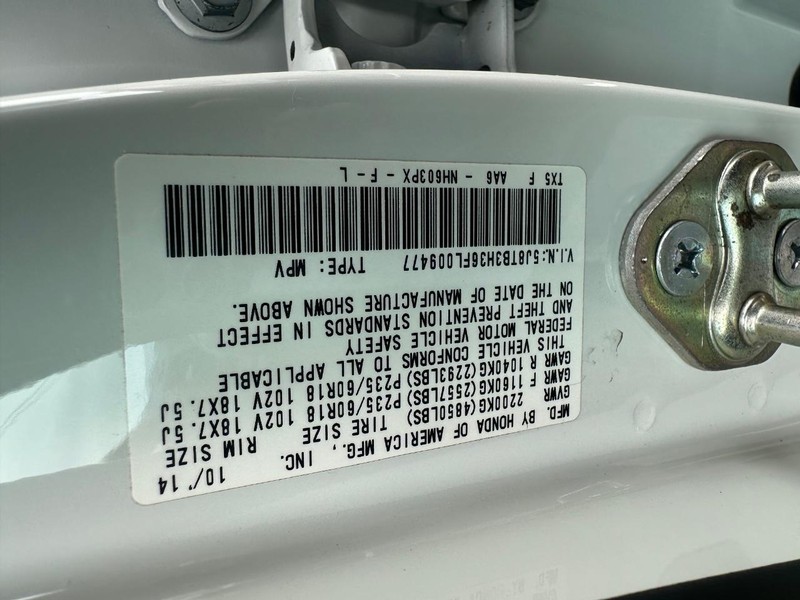 MFD. BY HONDA OF AMERICA MFG., INC. 10/'14
GVWR TIRE SIZE RIM SIZE
2200KG(4850LBS)
GAWR F 1160KG(2557LBS) P235/60R18 102V 18X7.5J
GAWR R 1040KG(2293LBS) P235/60R18 102V 18X7.5J
THIS VEHICLE CONFORMS TO ALL APPLICABLE
FEDERAL MOTOR VEHICLE SAFETY
AND THEFT PREVENTION STANDARDS IN EFFECT
ON THE DATE OF MANUFACTURE SHOWN ABOVE.
V.I.N:5J8TB3H36FL009477 TYPE: MPV
TX5 F AA6 - NH603PX - F - L